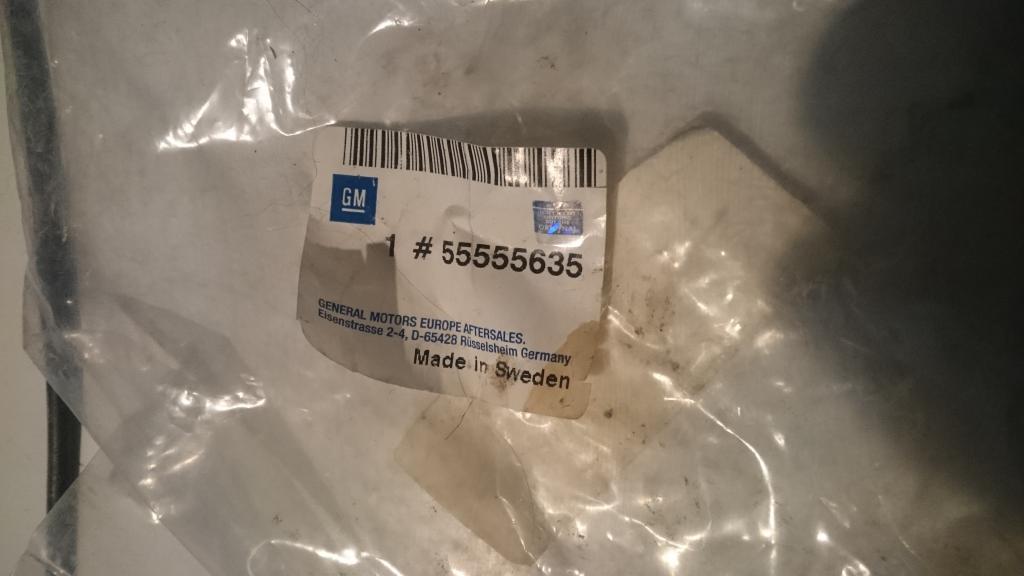 GM
1 # 55555635
GENERAL MOTORS EUROPE AFTERSALES.
Eisenstrasse 2-4, D-65428 Rüsselsheim Germany
Made in Sweden